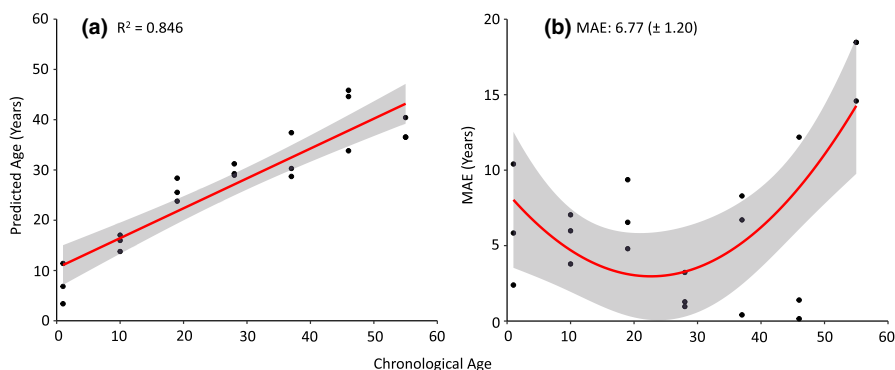 (a) R² = 0.846
60
50
40
30
20
10
0
Predicted Age (Years)
0 10 20 30 40 50 60
(b) MAE: 6.77 (± 1.20)
20
15
10
5
0
MAE (Years)
0 10 20 30 40 50 60
Chronological Age